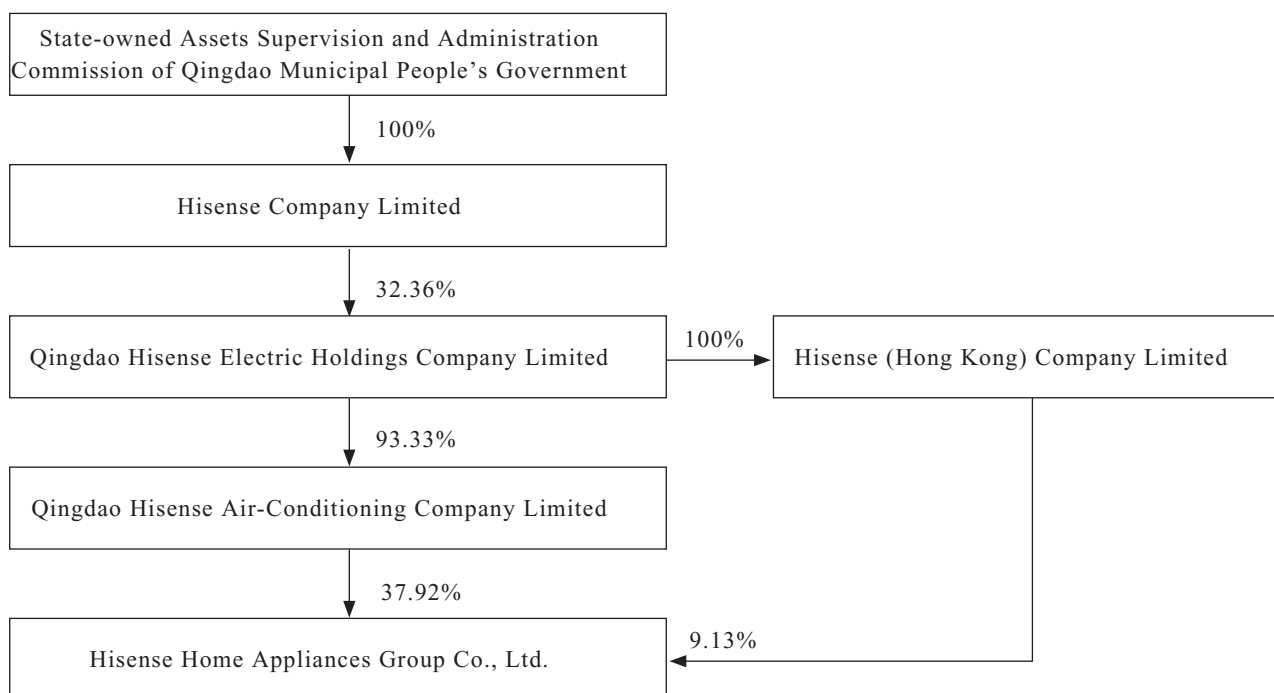 State-owned Assets Supervision and Administration
Commission of Qingdao Municipal People’s Government
100%
Hisense Company Limited
32.36%
Qingdao Hisense Electric Holdings Company Limited
100%
Hisense (Hong Kong) Company Limited
93.33%
Qingdao Hisense Air-Conditioning Company Limited
37.92%
9.13%
Hisense Home Appliances Group Co., Ltd.